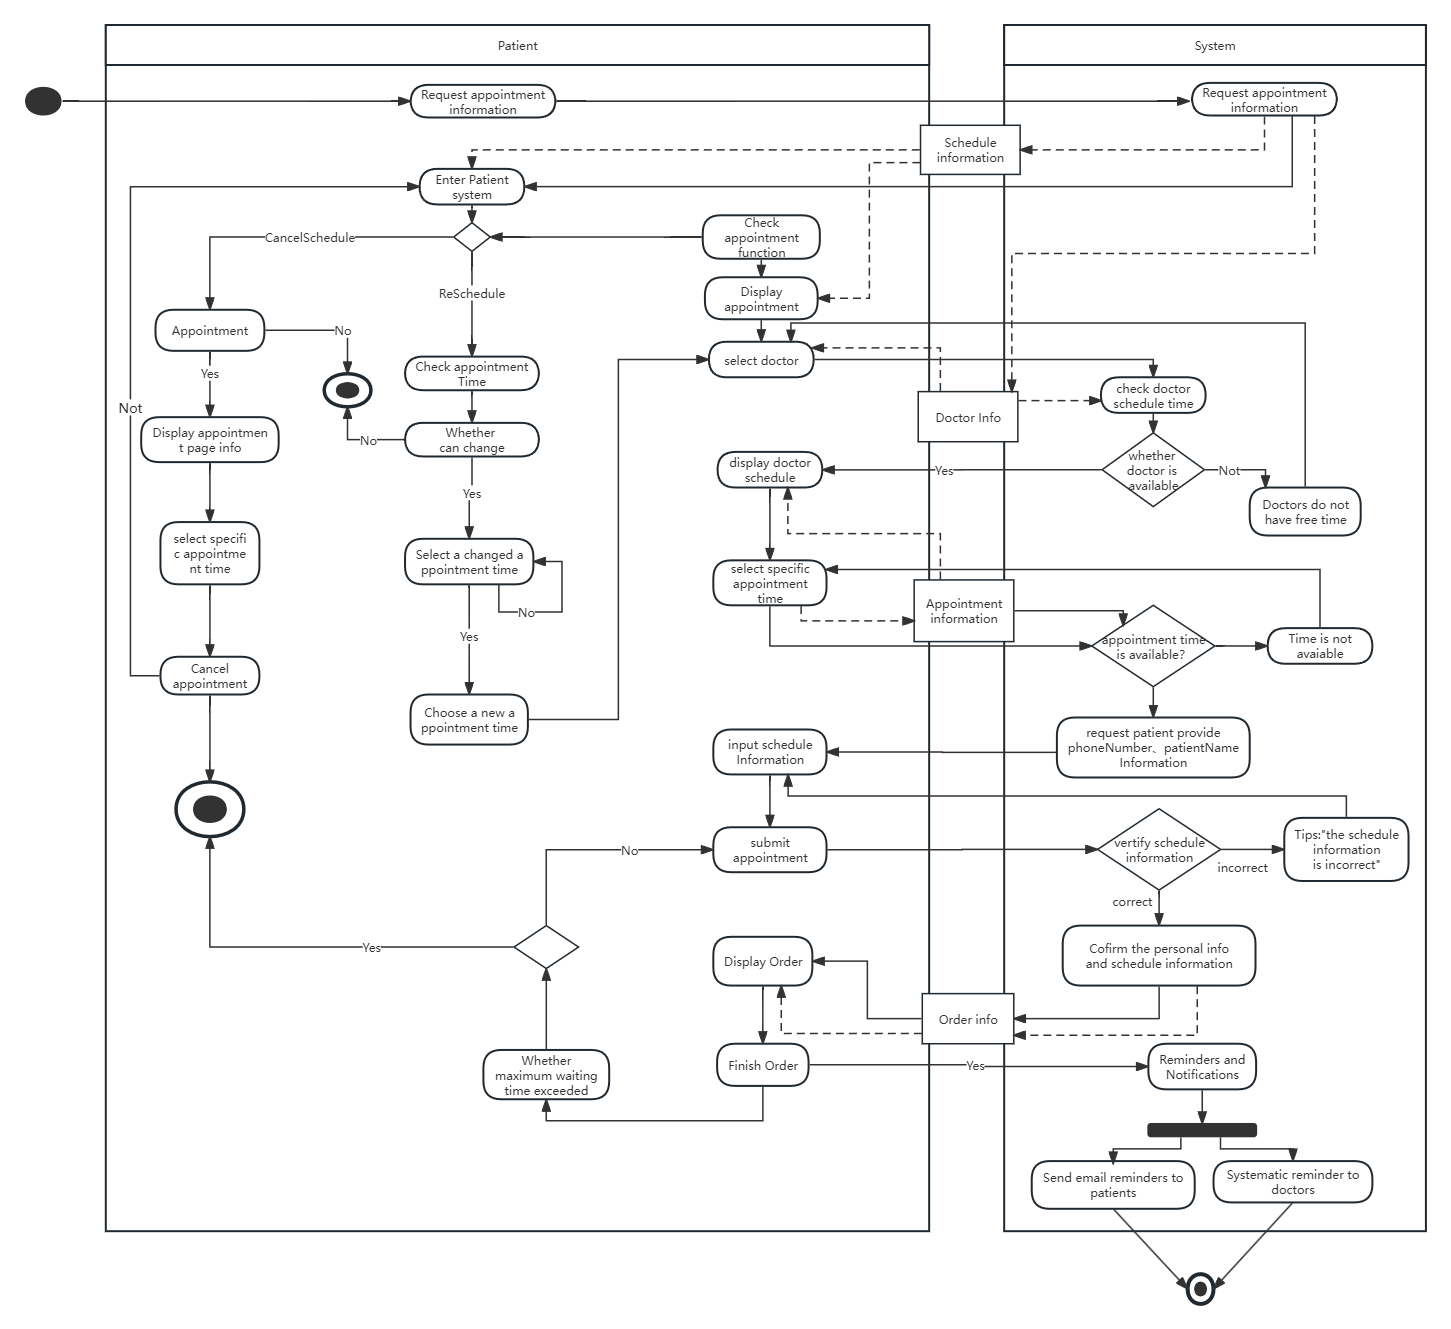 Patient
System
Request appointment
information
Request appointment
information
Schedule
information
Enter Patient
system
CancelSchedule
Check
appointment
function
ReSchedule
Display
appointment
Appointment
No
select doctor
Yes
Check appointment
Time
check doctor
schedule time
Not
Doctor Info
Display appointmen
t page info
No
Whether
can change
display doctor
schedule
Yes
whether
doctor is
available
Not
Doctors do not
have free time
Yes
select specifi
c appointme
nt time
Select a changed a
ppointment time
No
select specific
appointment
time
Appointment
information
appointment time
is available?
Time is not
avaiable
Yes
Cancel
appointment
Choose a new a
ppointment time
input schedule
Information
request patient provide
phoneNumber、patientName
Information
No
submit
appointment
vertify schedule
information
incorrect
Tips:"the schedule
information
is incorrect"
correct
Yes
Display Order
Cofirm the personal info
and schedule information
Order info
Whether
maximum waiting
time exceeded
Finish Order
Yes
Reminders and
Notifications
Send email reminders to
patients
Systematic reminder to
doctors